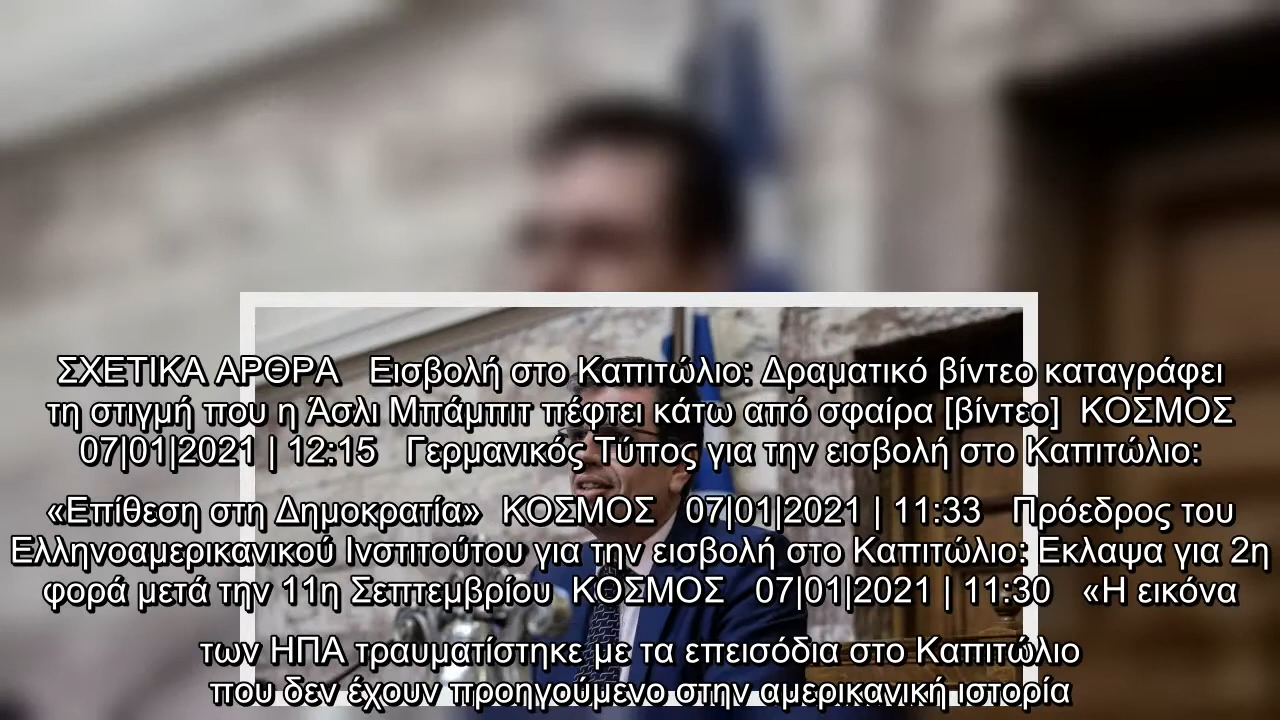 ΣΧΕΤΙΚΑ ΑΡΘΡΑ Εισβολή στο Καπιτώλιο: Δραματικό βίντεο καταγράφει
τη στιγμή που η Άσλι Μπάμπιτ πέφτει κάτω από σφαίρα [βίντεο] ΚΟΣΜΟΣ
07|01|2021 | 12:15 Γερμανικός Τύπος για την εισβολή στο Καπιτώλιο:
«Επίθεση στη Δημοκρατία» ΚΟΣΜΟΣ 07|01|2021 | 11:33 Πρόεδρος του
Ελληνοαμερικανικού Ινστιτούτου για την εισβολή στο Καπιτώλιο: Εκλαψα για 2η
φορά μετά την 11η Σεπτεμβρίου ΚΟΣΜΟΣ 07|01|2021 | 11:30 «Η εικόνα
των ΗΠΑ τραυματίστηκε με τα επεισόδια στο Καπιτώλιο
που δεν έχουν προηγούμενο στην αμερικανική ιστορία